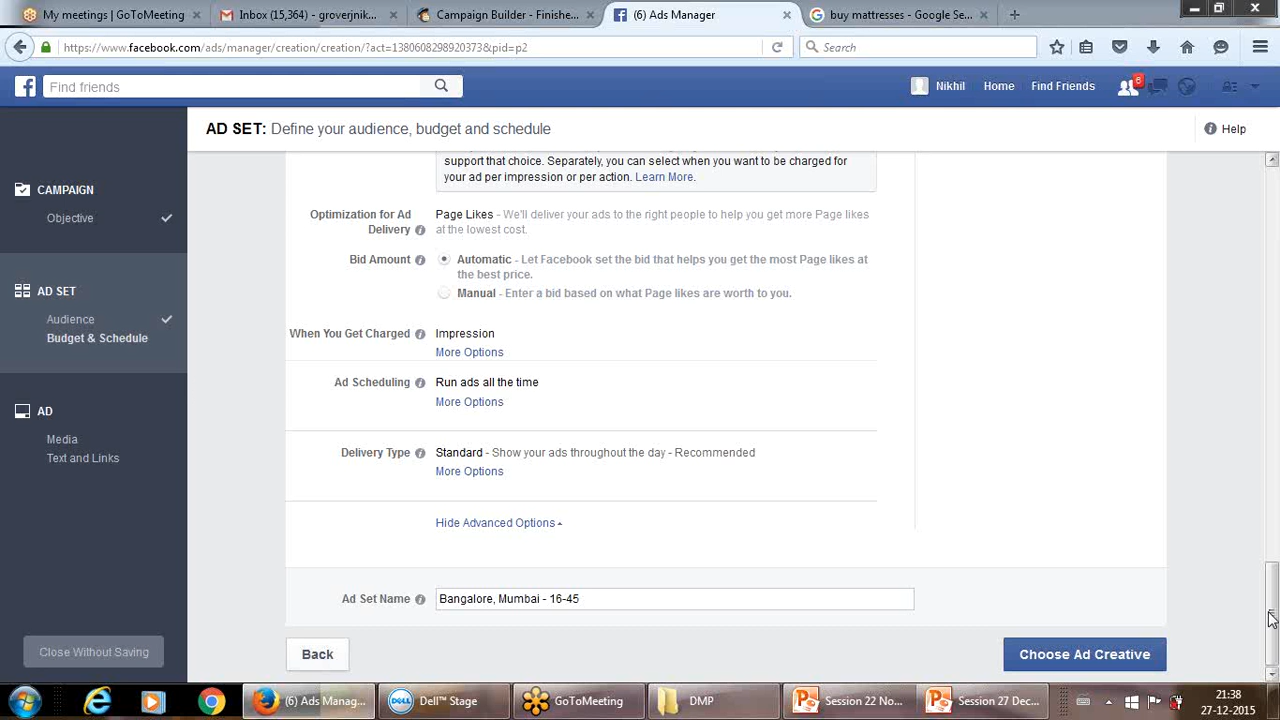 My meetings | GoToMeeting
Inbox (15,364) - groverjnik...
Campaign Builder - Finishe...
(6) Ads Manager
buy mattresses - Google Se...
https://www.facebook.com/ads/manager/creation/creation/?act=1380608298920373&pid=p2
Search
Find friends
Nikhil
Home
Find Friends
AD SET: Define your audience, budget and schedule
Help
CAMPAIGN
Objective
AD SET
Audience
Budget & Schedule
AD
Media
Text and Links
Close Without Saving
support that choice. Separately, you can select when you want to be charged for
your ad per impression or per action. Learn More.
Optimization for Ad
Delivery
Page Likes - We'll deliver your ads to the right people to help you get more Page likes
at the lowest cost.
Bid Amount
Automatic - Let Facebook set the bid that helps you get the most Page likes at
the best price.
Manual - Enter a bid based on what Page likes are worth to you.
When You Get Charged
Impression
More Options
Ad Scheduling
Run ads all the time
More Options
Delivery Type
Standard - Show your ads throughout the day - Recommended
More Options
Hide Advanced Options
Ad Set Name
Bangalore, Mumbai - 16-45
Back
Choose Ad Creative
(6) Ads Manag...
Dell™ Stage
GoToMeeting
DMP
Session 22 No...
Session 27 Dec...
21:38
27-12-2015